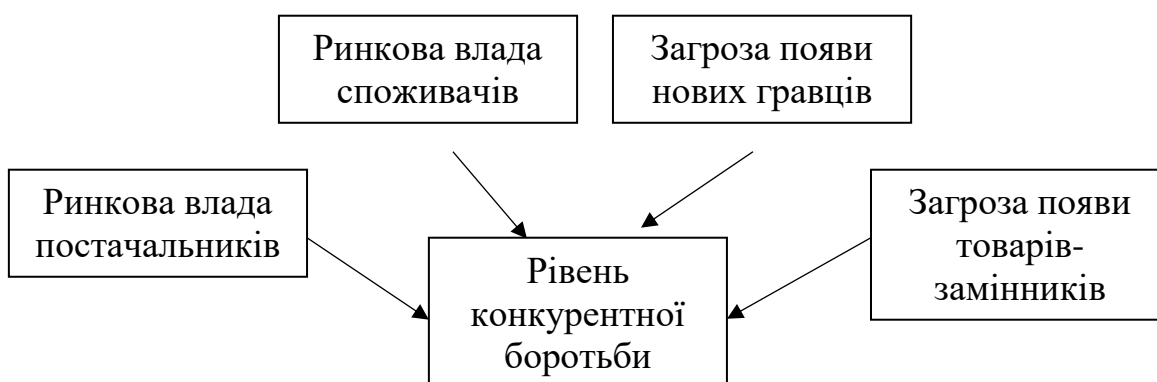 Ринкова влада
споживачів
Загроза появи
нових гравців
Ринкова влада
постачальників
Загроза появи
товарів-
замінників
Рівень
конкурентної
боротьби